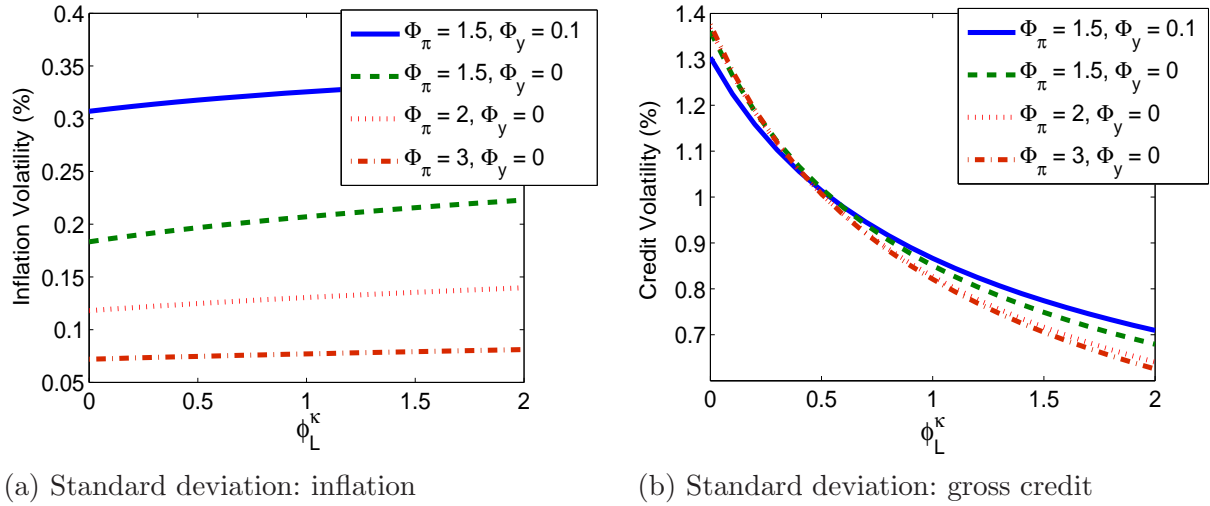 0.4
0.35
0.3
0.25
0.2
0.15
0.1
0.05
Inflation Volatility (%)
0 0.5 1 1.5 2
ϕ_L^κ
Φ_π = 1.5, Φ_y = 0.1
Φ_π = 1.5, Φ_y = 0
Φ_π = 2, Φ_y = 0
Φ_π = 3, Φ_y = 0
(a) Standard deviation: inflation
1.4
1.3
1.2
1.1
1
0.9
0.8
0.7
Credit Volatility (%)
0 0.5 1 1.5 2
ϕ_L^κ
Φ_π = 1.5, Φ_y = 0.1
Φ_π = 1.5, Φ_y = 0
Φ_π = 2, Φ_y = 0
Φ_π = 3, Φ_y = 0
(b) Standard deviation: gross credit